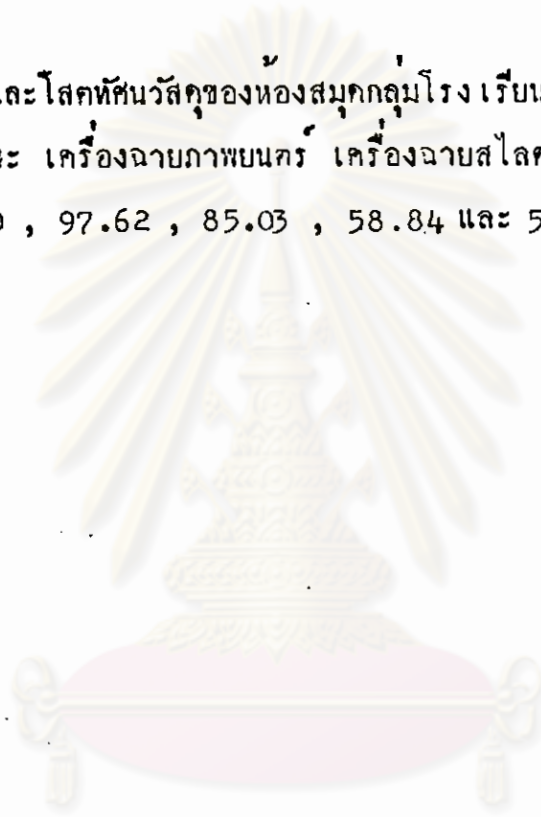 ละโสตทัศนวัสดุของห้องสมุดกลุ่มโรงเรียน
ะ เครื่องฉายภาพยนตร์ เครื่องฉายสไลด
, 97.62 , 85.03 , 58.84 และ 5